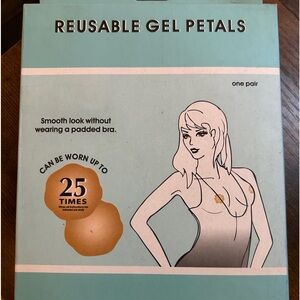 REUSABLE GEL PETALS
one pair
Smooth look without
wearing a padded bra.
CAN BE WORN UP TO
25
TIMES